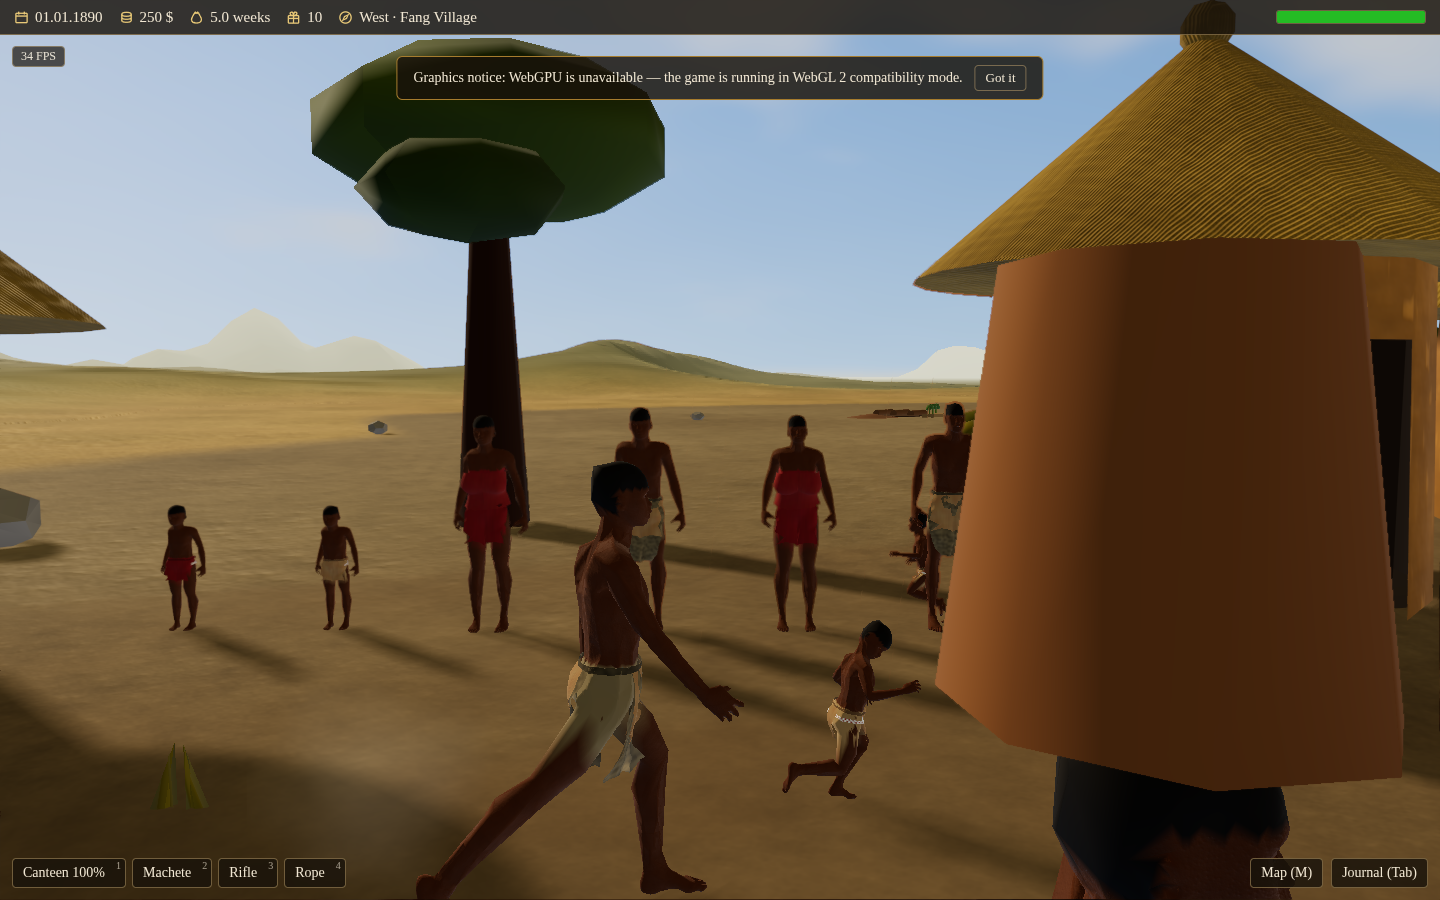 01.01.1890 250 $ 5.0 weeks 10 West · Fang Village
34 FPS
Graphics notice: WebGPU is unavailable — the game is running in WebGL 2 compatibility mode. Got it
Canteen 100% 1 Machete 2 Rifle 3 Rope 4 Map (M) Journal (Tab)